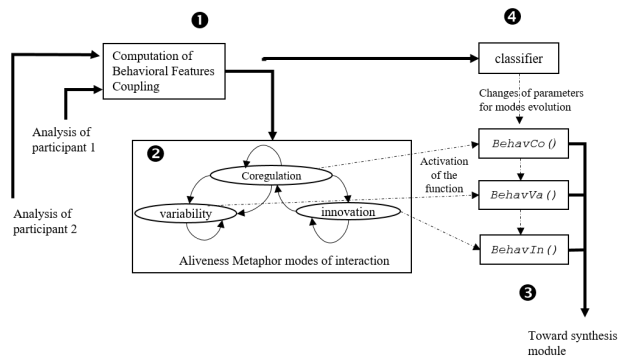 ❶
❹
Computation of
Behavioral Features
Coupling
classifier
Changes of parameters
for modes evolution
Analysis of
participant 1
❷
Coregulation
variability
innovation
Aliveness Metaphor modes of interaction
Activation
of the
function
BehavCo()
BehavVa()
BehavIn()
Analysis of
participant 2
❸
Toward synthesis
module